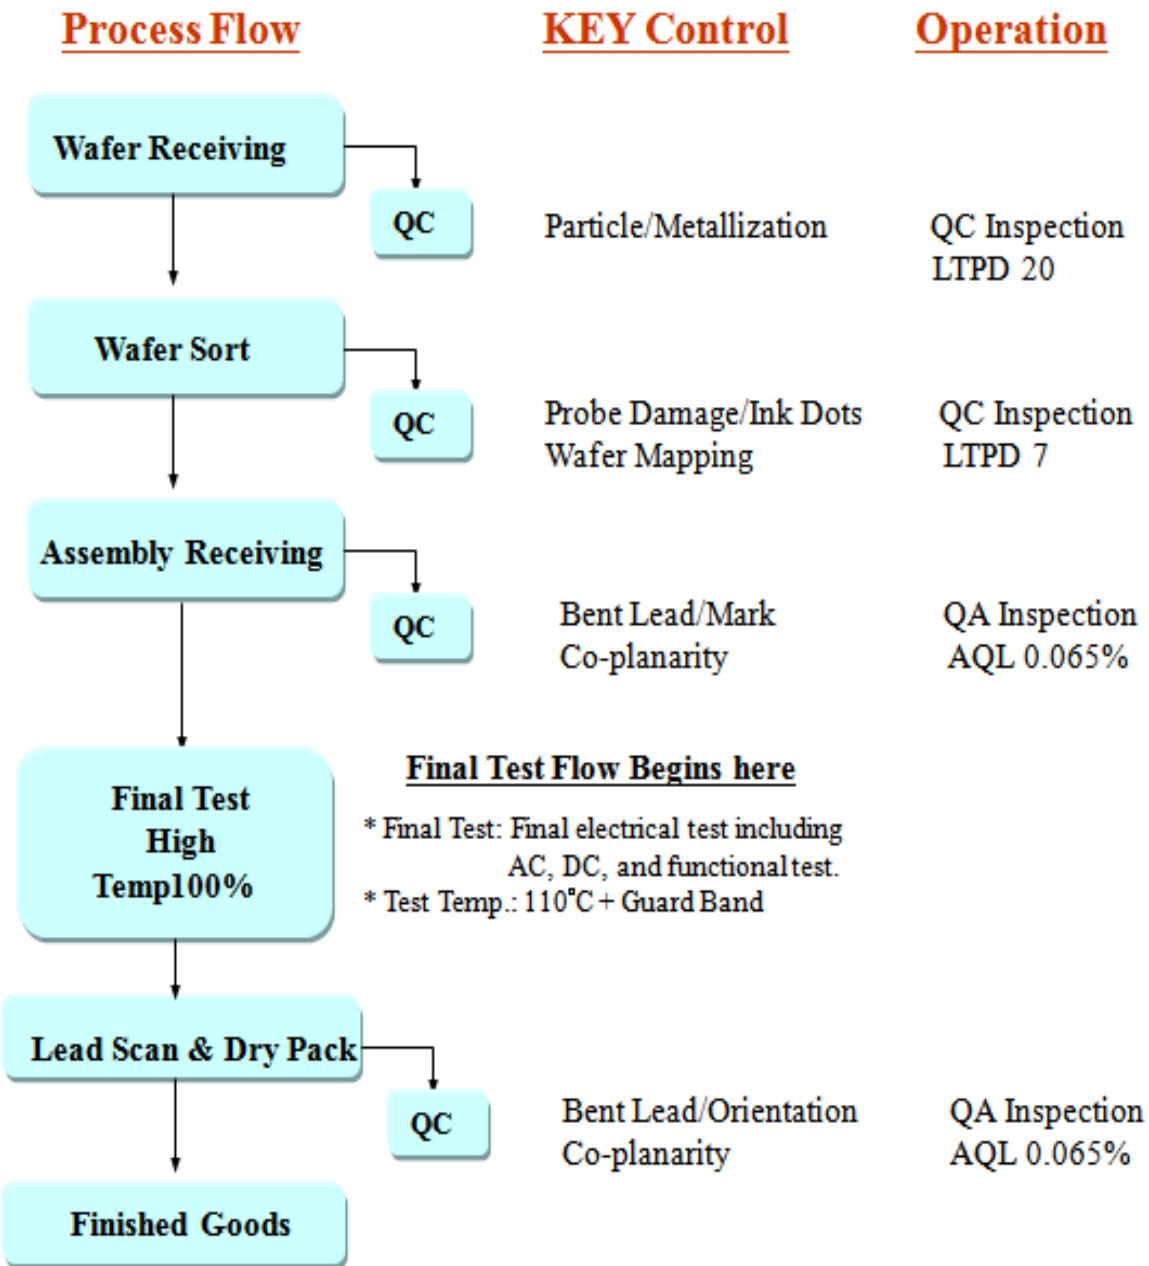 Process Flow
KEY Control
Operation
Wafer Receiving
QC
Particle/Metallization
QC Inspection
LTPD 20
Wafer Sort
QC
Probe Damage/Ink Dots
Wafer Mapping
QC Inspection
LTPD 7
Assembly Receiving
QC
Bent Lead/Mark
Co-planarity
QA Inspection
AQL 0.065%
Final Test
High
Temp100%
Final Test Flow Begins here
* Final Test: Final electrical test including
AC, DC, and functional test.
* Test Temp.: 110°C + Guard Band
Lead Scan & Dry Pack
QC
Bent Lead/Orientation
Co-planarity
QA Inspection
AQL 0.065%
Finished Goods